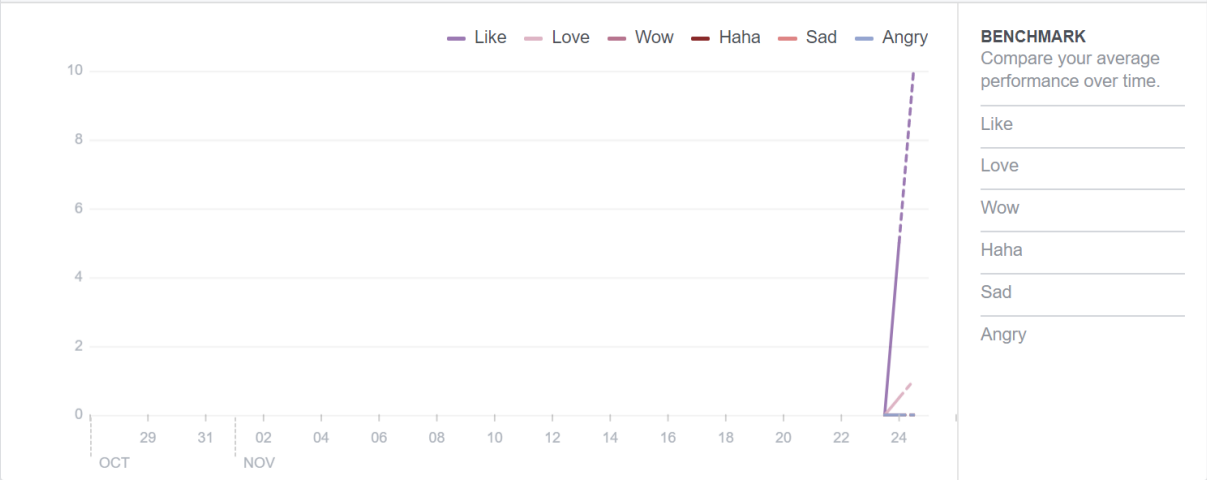 Like Love Wow Haha Sad Angry
10
8
6
4
2
0
29 31 02 04 06 08 10 12 14 16 18 20 22 24
OCT NOV
BENCHMARK
Compare your average
performance over time.
Like
Love
Wow
Haha
Sad
Angry